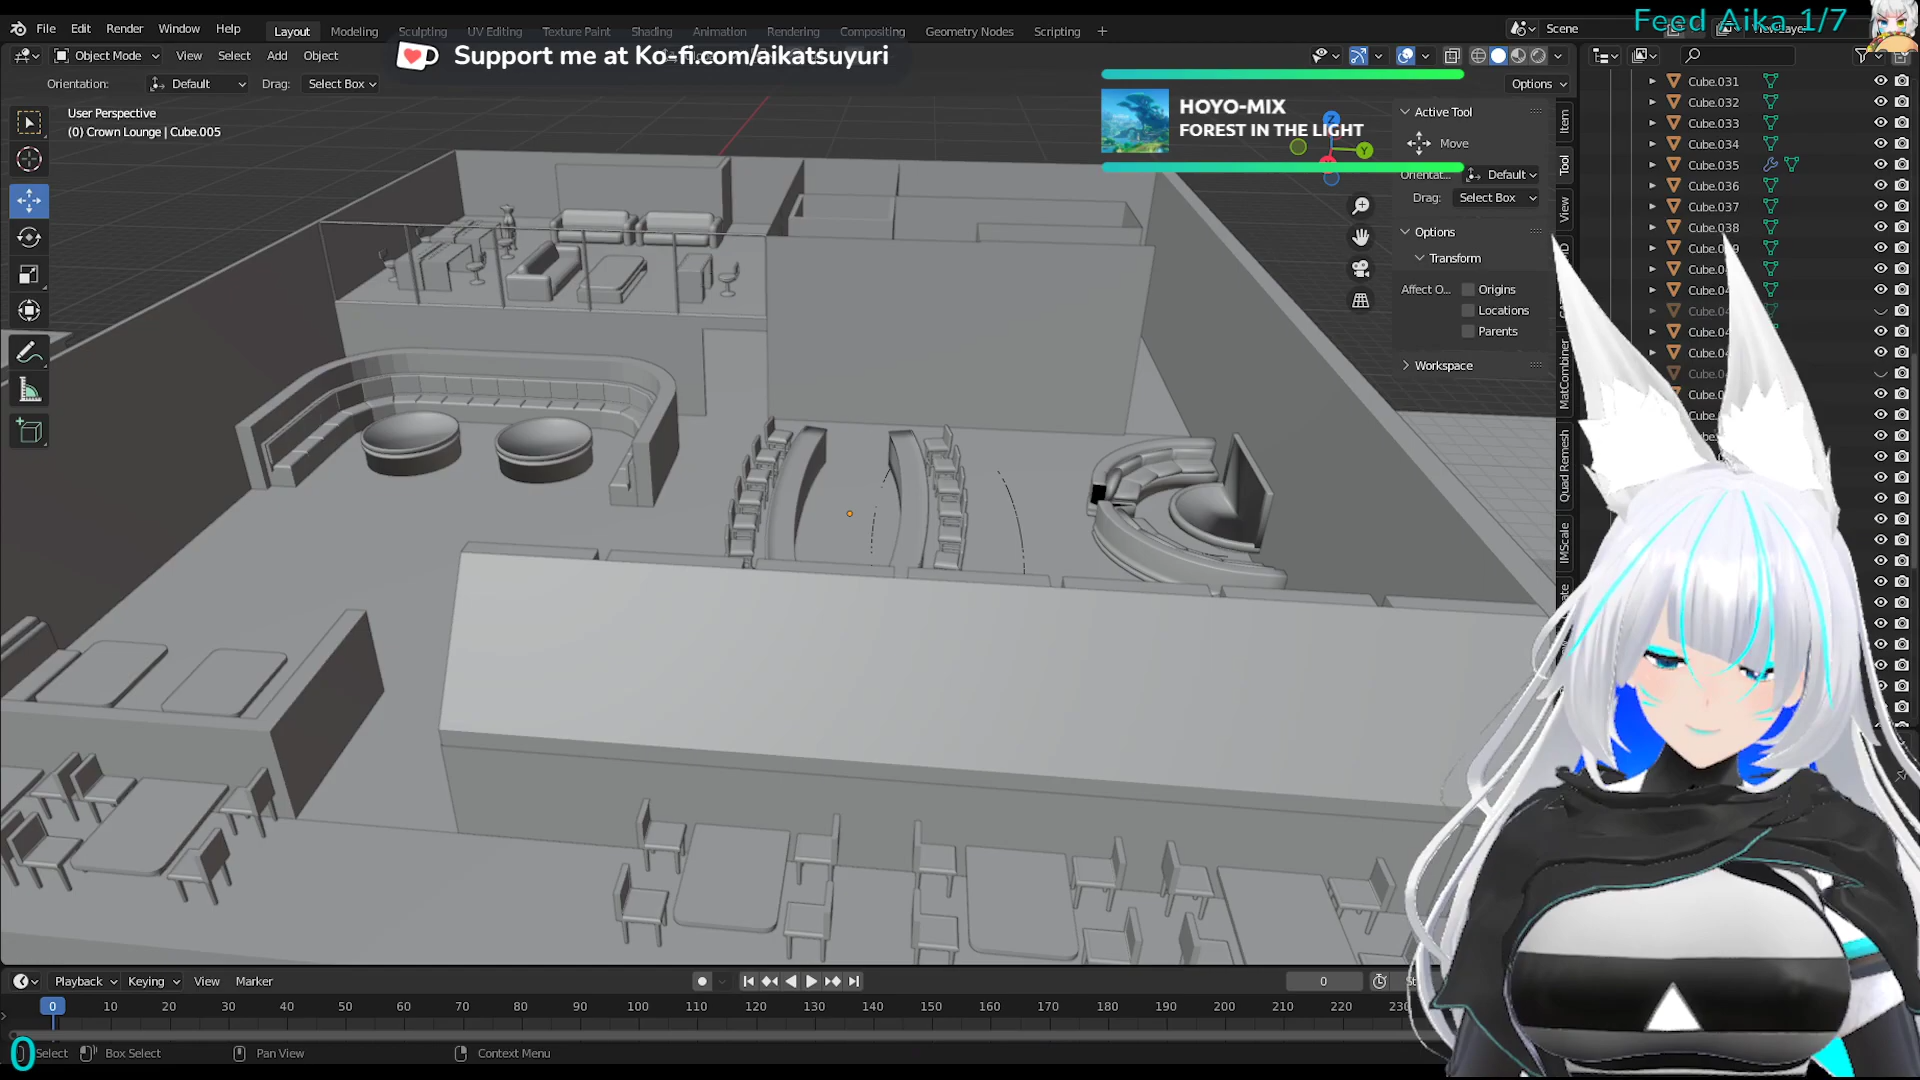 File Edit Render Window Help
Layout Modeling Sculpting UV Editing Texture Paint Shading Animation Rendering Compositing Geometry Nodes Scripting +
Scene
Feed Aika 1/7
Object Mode View Select Add Object
Support me at Ko-fi.com/aikatsuyuri
Orientation: Default Drag: Select Box
Options
User Perspective
(0) Crown Lounge | Cube.005
HOYO-MIX
FOREST IN THE LIGHT
Z
Y
Active Tool
Move
Orientat... Default
Drag: Select Box
Options
Transform
Affect O... Origins
Locations
Parents
Workspace
Item
Tool
View
MatCombiner
Quad Remesh
IMScale
Cube.031
Cube.032
Cube.033
Cube.034
Cube.035
Cube.036
Cube.037
Cube.038
Playback Keying View Marker
0
0 10 20 30 40 50 60 70 80 90 100 110 120 130 140 150 160 170 180 190 200 210 220 230
0
Select Box Select Pan View Context Menu